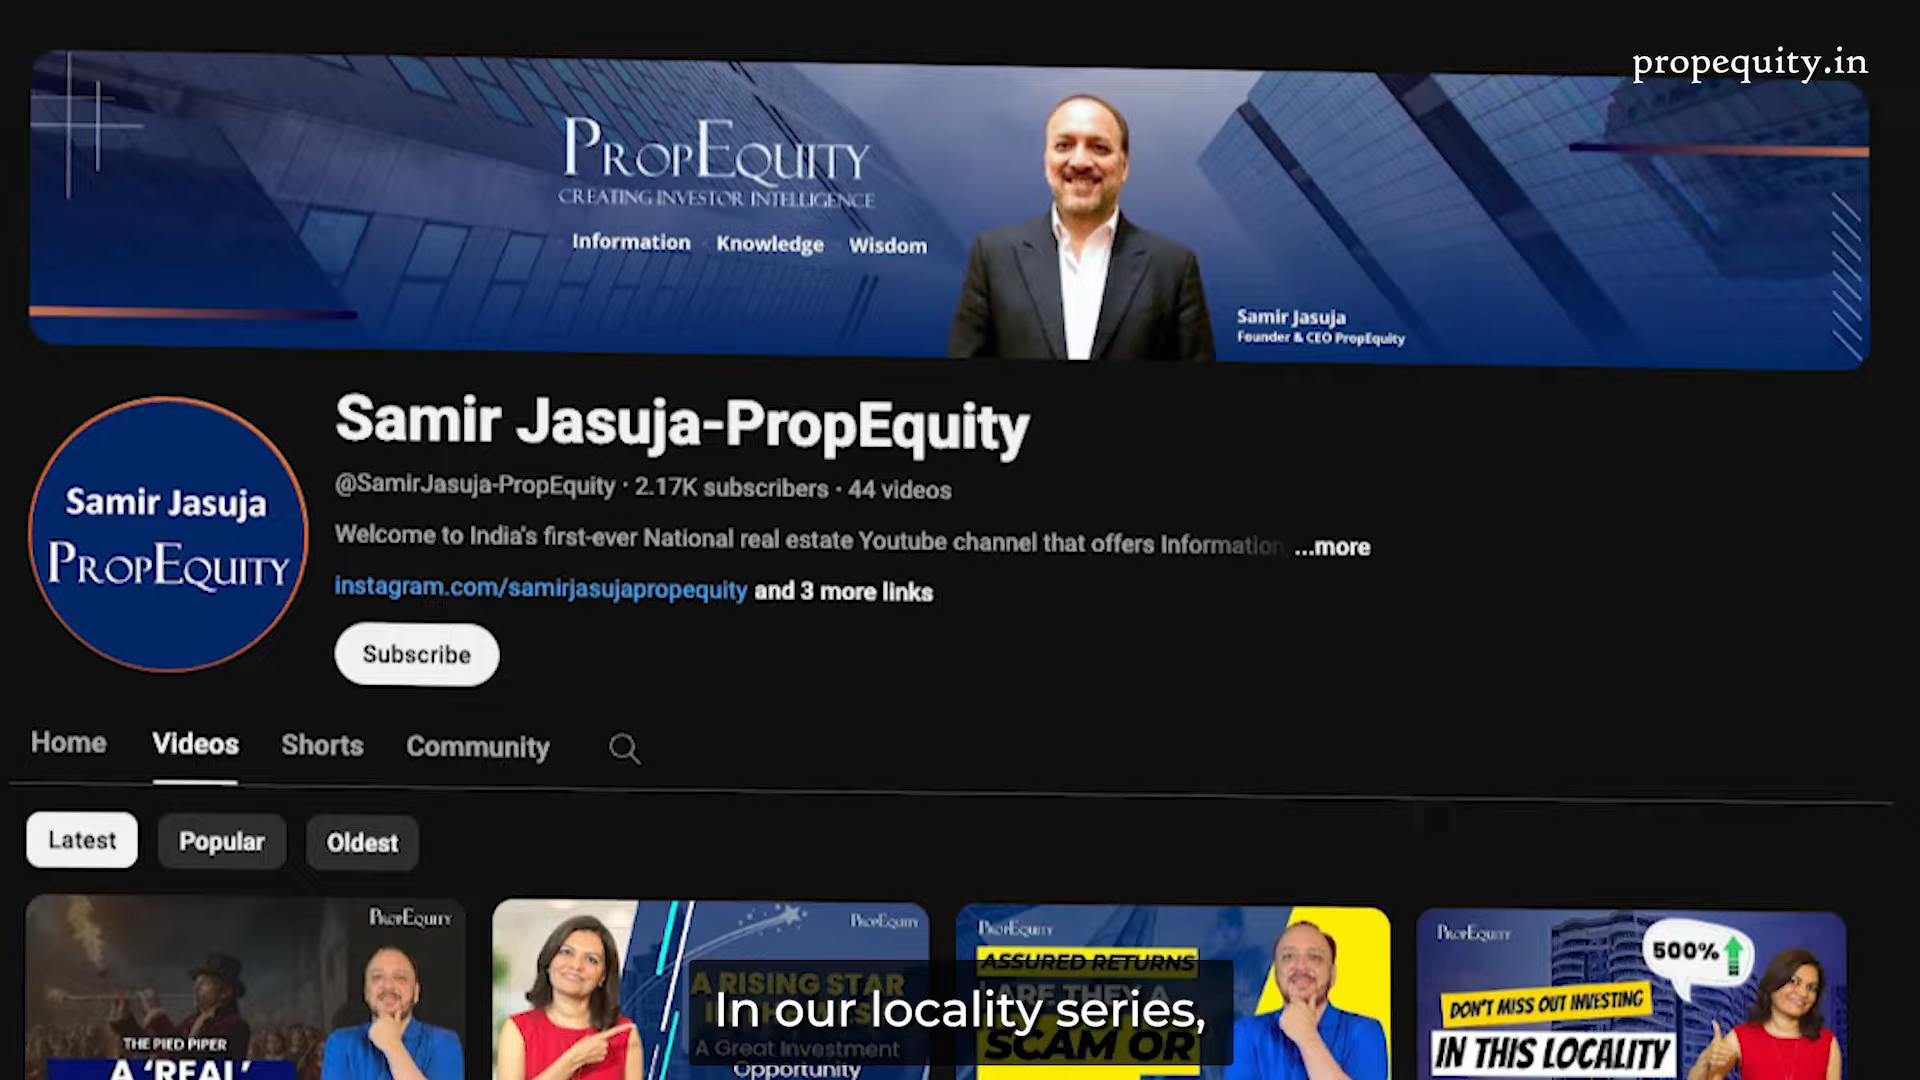 propequity.in
PROPEQUITY
CREATING INVESTOR INTELLIGENCE
Information Knowledge Wisdom
Samir Jasuja
Founder & CEO PropEquity
Samir Jasuja-PropEquity
@SamirJasuja-PropEquity · 2.17K subscribers · 44 videos
Welcome to India's first-ever National real estate Youtube channel that offers Information ...more
instagram.com/samirjasujapropequity and 3 more links
Samir Jasuja
PROPEQUITY
Subscribe
Home Videos Shorts Community
Latest Popular Oldest
PROPEQUITY
THE PIED PIPER
A 'REAL'
PROPEQUITY
A RISING STAR
A Great Investment
Opportunity
PROPEQUITY
ASSURED RETURNS
ARE THEY A
SCAM OR
PROPEQUITY
500%
DON'T MISS OUT INVESTING
IN THIS LOCALITY
In our locality series,